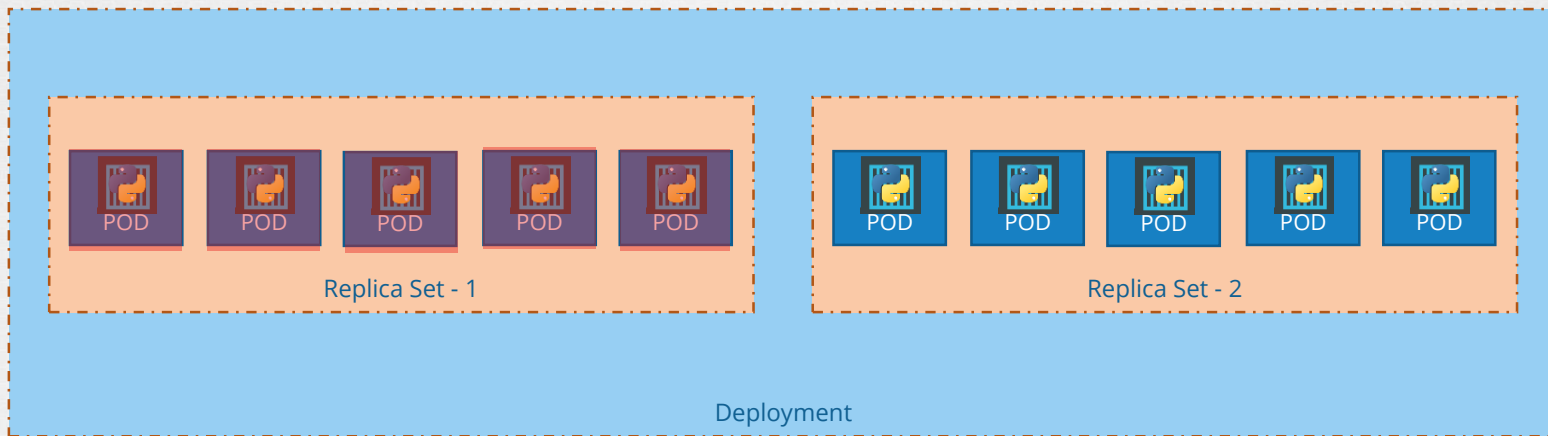 POD
POD
POD
POD
POD
Replica Set - 1
POD
POD
POD
POD
POD
Replica Set - 2
Deployment